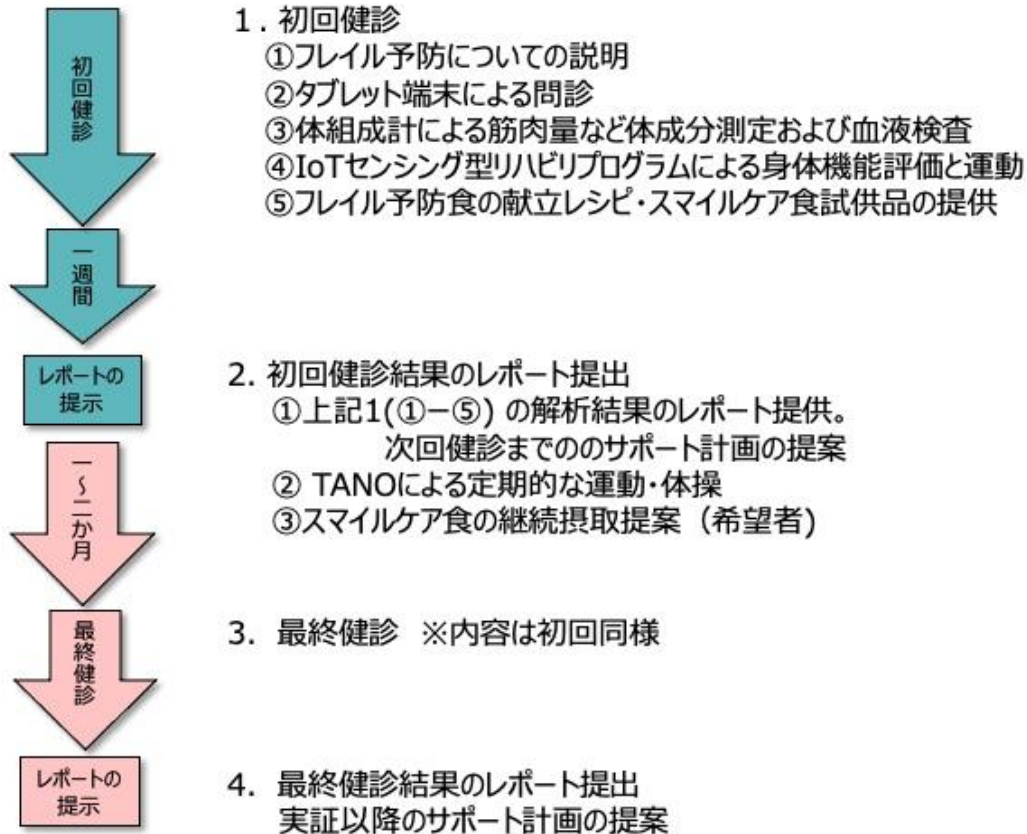 初回健診
1. 初回健診
①フレイル予防についての説明
②タブレット端末による問診
③体組成計による筋肉量など体成分測定および血液検査
④IoTセンシング型リハビリプログラムによる身体機能評価と運動
⑤フレイル予防食の献立レシピ・スマイルケア食試供品の提供
一週間
レポートの
提示
2. 初回健診結果のレポート提出
①上記1(①－⑤) の解析結果のレポート提供。
次回健診までののサポート計画の提案
② TANOによる定期的な運動・体操
③スマイルケア食の継続摂取提案（希望者)
一～二か月
最終健診
3. 最終健診 ※内容は初回同様
レポートの
提示
4. 最終健診結果のレポート提出
実証以降のサポート計画の提案